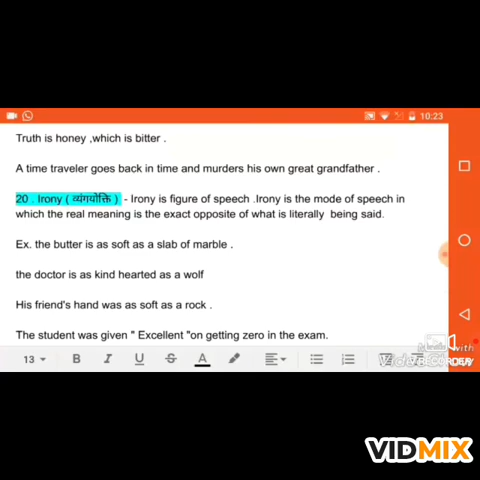 10:23
Truth is honey ,which is bitter .
A time traveler goes back in time and murders his own great grandfather .
20 . Irony ( व्यंगयोक्ति ) - Irony is figure of speech .Irony is the mode of speech in
which the real meaning is the exact opposite of what is literally being said.
Ex. the butter is as soft as a slab of marble .
the doctor is as kind hearted as a wolf
His friend's hand was as soft as a rock .
The student was given " Excellent "on getting zero in the exam.
13 B I U S A
with
VIDMIX